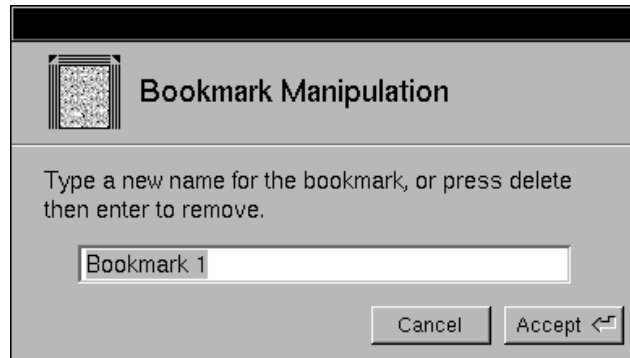 Bookmark Manipulation
Type a new name for the bookmark, or press delete
then enter to remove.
Bookmark 1
Cancel
Accept